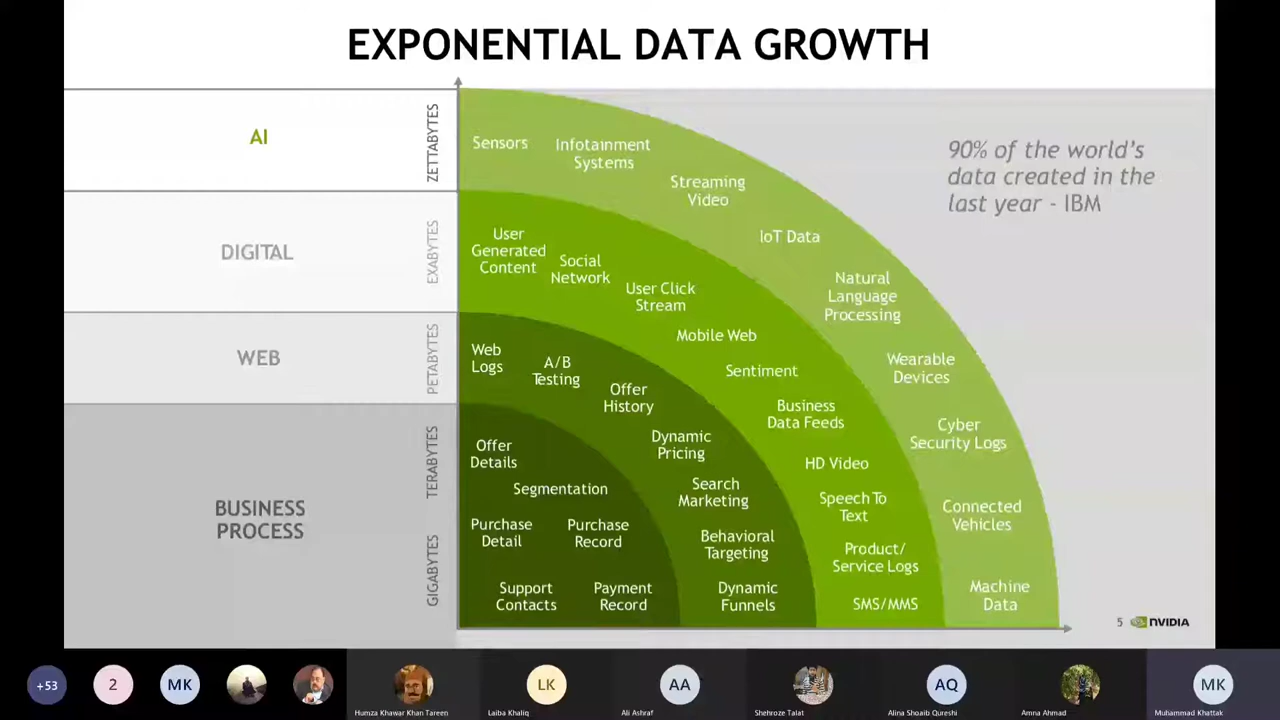 EXPONENTIAL DATA GROWTH
AI
ZETTABYTES
Sensors
Infotainment
Systems
Streaming
Video
IoT Data
Natural
Language
Processing
Wearable
Devices
Cyber
Security Logs
Connected
Vehicles
Machine
Data
90% of the world's
data created in the
last year - IBM
DIGITAL
EXABYTES
User
Generated
Content
Social
Network
User Click
Stream
Mobile Web
Sentiment
Business
Data Feeds
HD Video
Speech To
Text
Product/
Service Logs
SMS/MMS
WEB
PETABYTES
Web
Logs
A/B
Testing
Offer
History
Dynamic
Pricing
Search
Marketing
Behavioral
Targeting
Dynamic
Funnels
BUSINESS
PROCESS
TERABYTES
GIGABYTES
Offer
Details
Segmentation
Purchase
Detail
Purchase
Record
Support
Contacts
Payment
Record
5
NVIDIA
+53
2
MK
Humza Khawar Khan Tareen
LK
Laiba Khaliq
AA
Ali Ashraf
Shehroze Talat
AQ
Alina Shoaib Qureshi
Amna Ahmad
MK
Muhammad Khattak